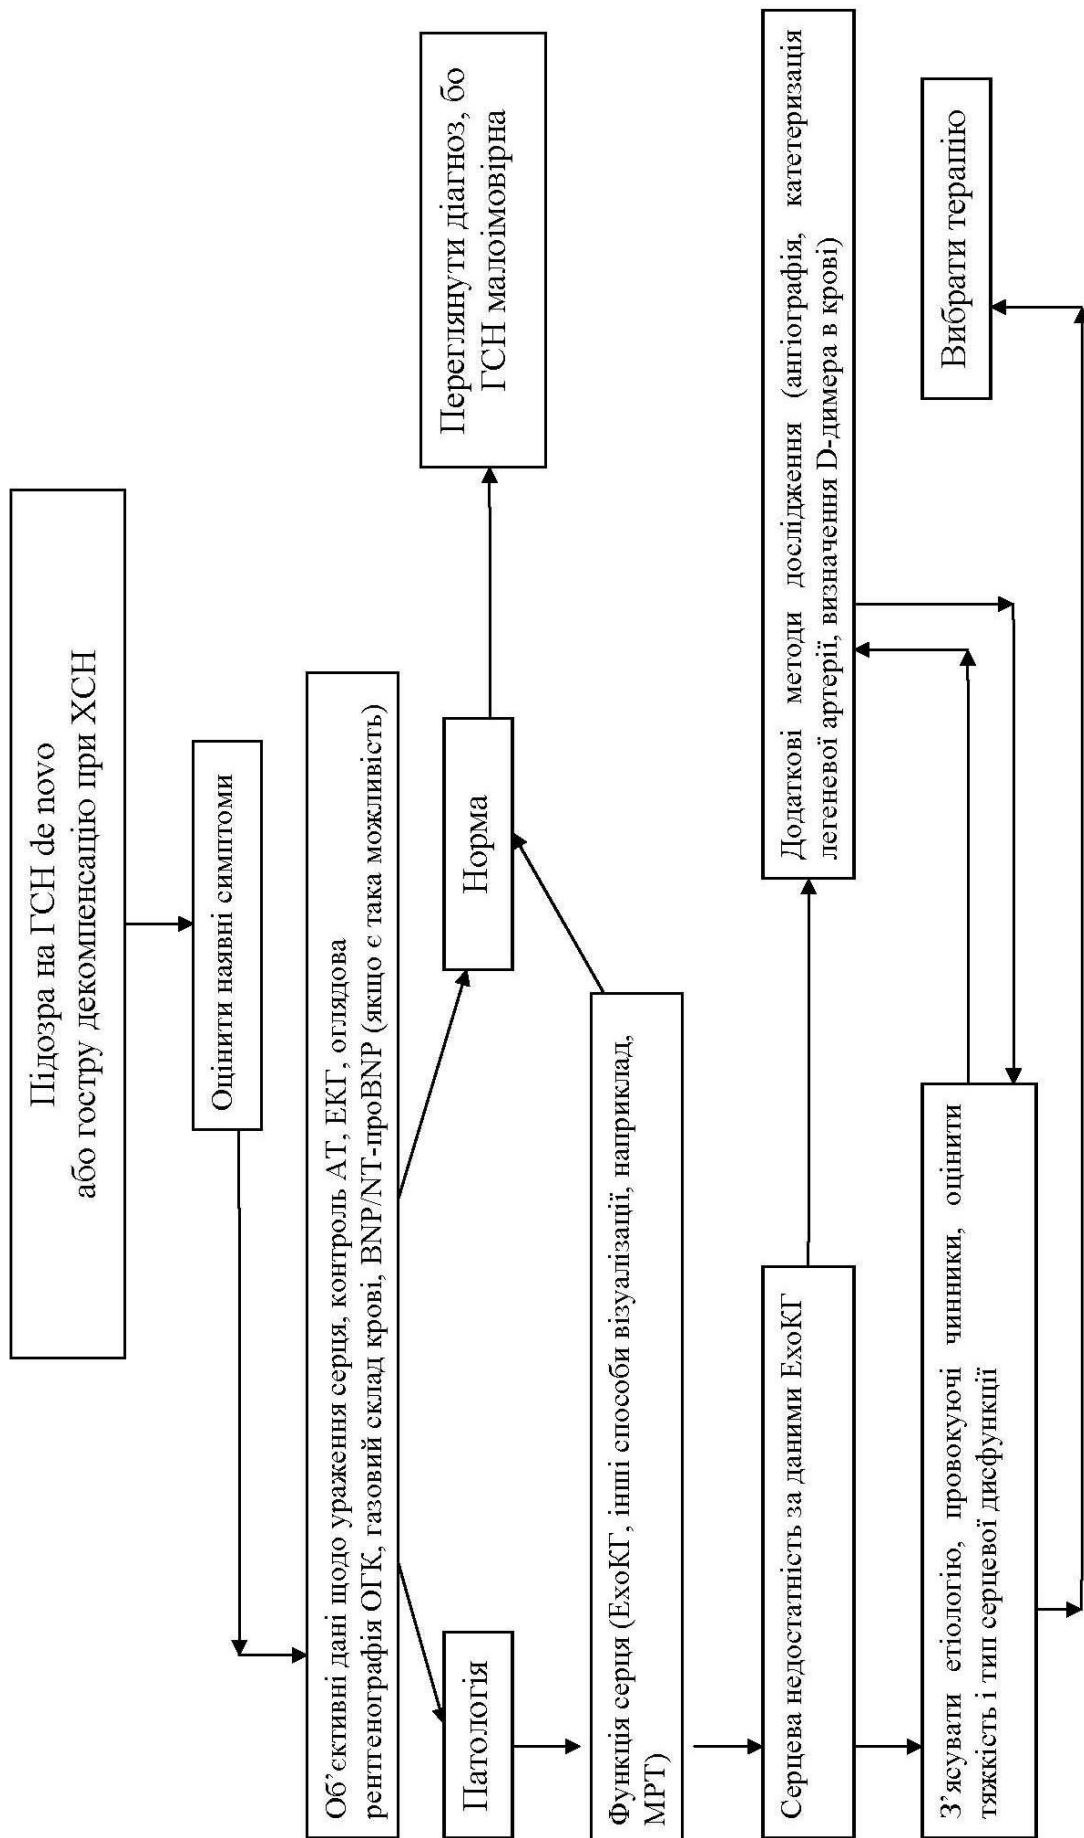 Підозра на ГСН de novo
або гостру декомпенсацію при ХСН
Оцінити наявні симптоми
Об’єктивні дані щодо ураження серця, контроль АТ, ЕКГ, оглядова
рентгенографія ОГК, газовий склад крові, BNP/NT-проBNP (якщо є така можливість)
Патологія
Норма
Переглянути діагноз, бо
ГСН малоімовірна
Функція серця (ЕхоКГ, інші способи візуалізації, наприклад,
МРТ)
Серцева недостатність за даними ЕхоКГ
Додаткові методи дослідження (ангіографія, катетеризація
легеневої артерії, визначення D-димера в крові)
З’ясувати етіологію, провокуючі чинники, оцінити
тяжкість і тип серцевої дисфункції
Вибрати терапію